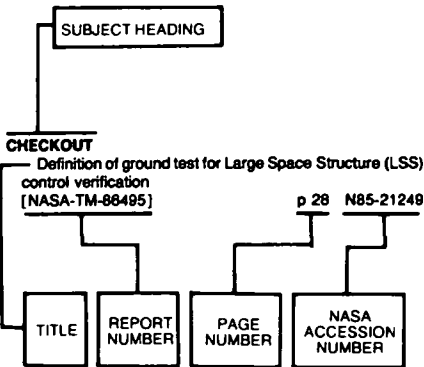 SUBJECT HEADING
CHECKOUT
Definition of ground test for Large Space Structure (LSS)
control verification
[NASA-TM-86495] p 28 N85-21249
TITLE
REPORT
NUMBER
PAGE
NUMBER
NASA
ACCESSION
NUMBER